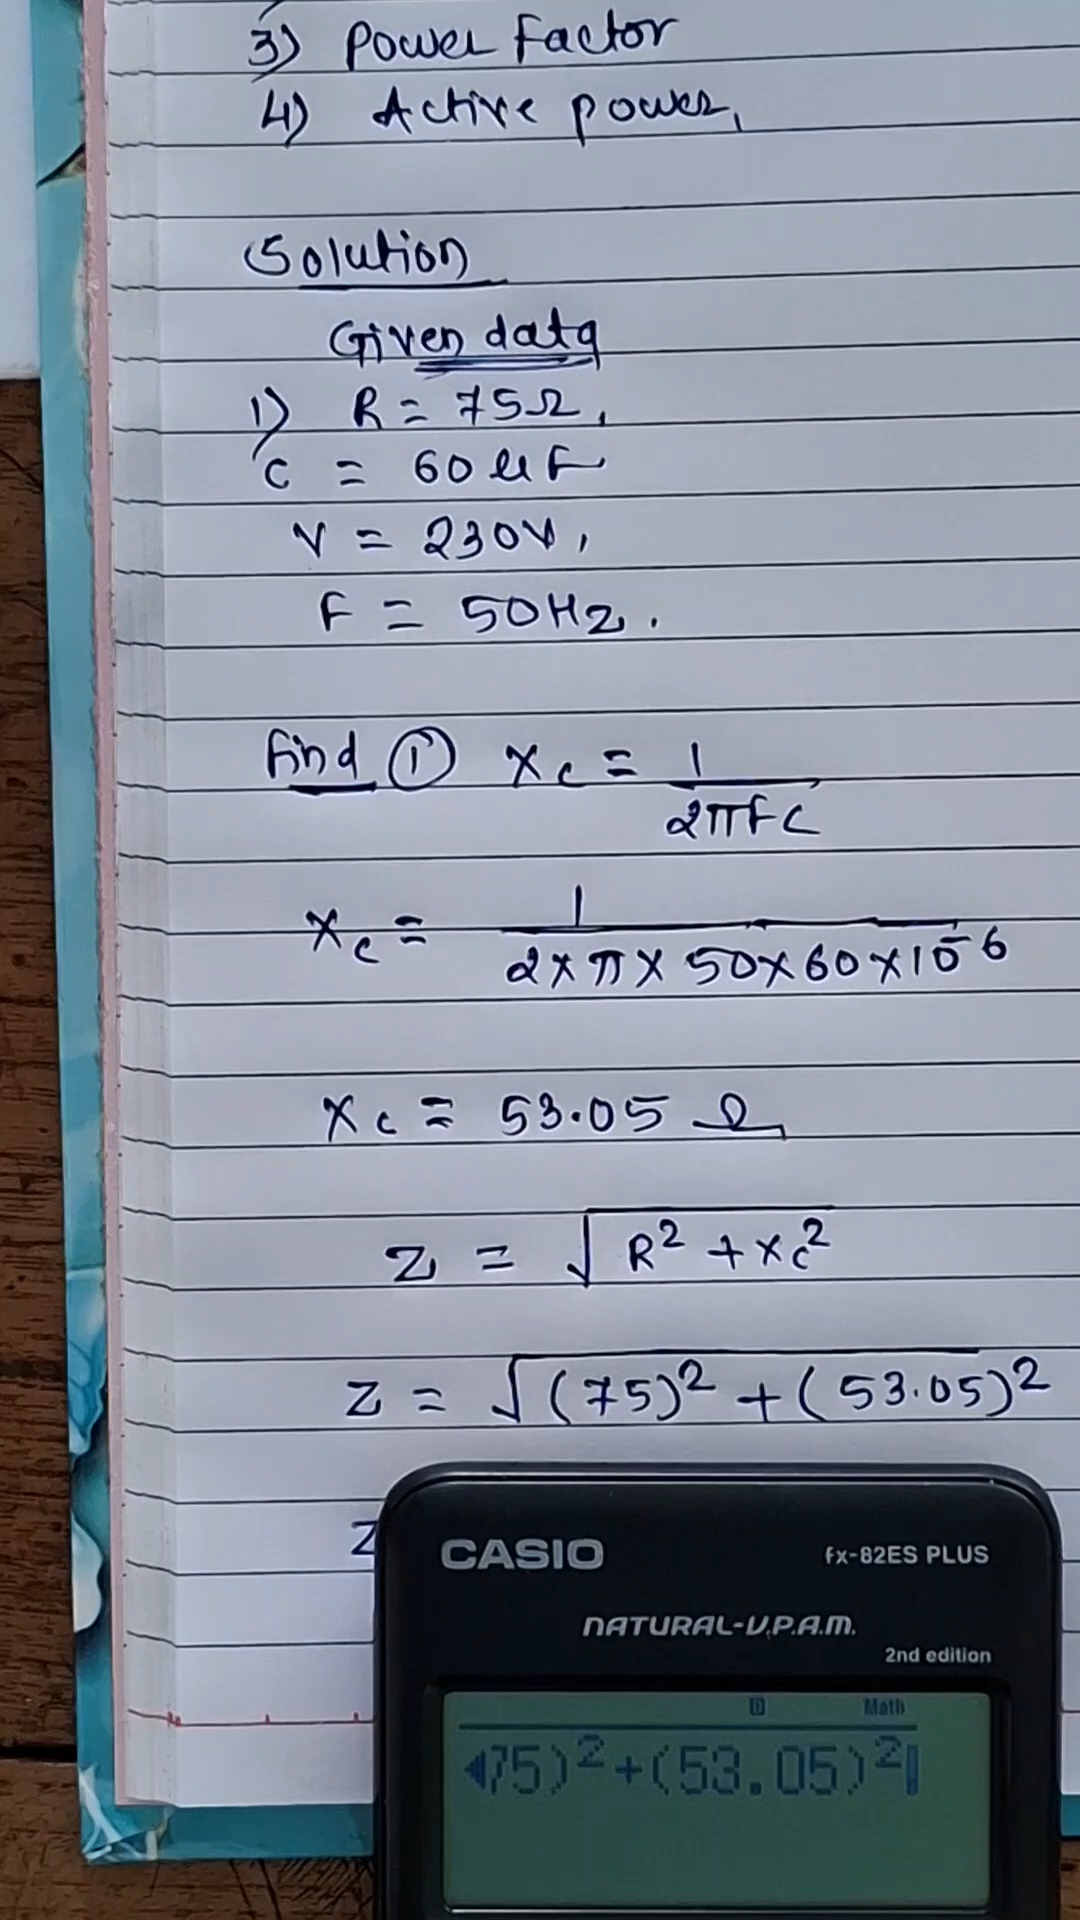 3) Power Factor
4) Active power,
Solution
Given data
1) R = 75Ω,
C = 60 μF
V = 230V,
F = 50Hz.
Find ① Xc = 1
2πFC
Xc = 1
2×π×50×60×10⁻⁶
Xc = 53.05 Ω
Z = √R² + Xc²
Z = √(75)² + (53.05)²
Z
CASIO fx-82ES PLUS
NATURAL-V.P.A.M.
2nd edition
D Math
◀75)²+(53.05)²